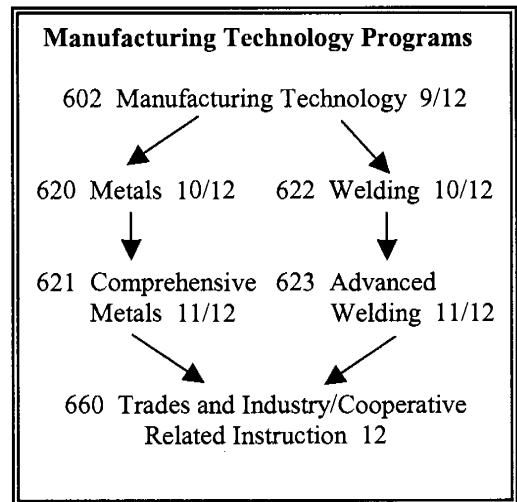 Manufacturing Technology Programs
602 Manufacturing Technology 9/12
620 Metals 10/12
622 Welding 10/12
621 Comprehensive
Metals 11/12
623 Advanced
Welding 11/12
660 Trades and Industry/Cooperative
Related Instruction 12